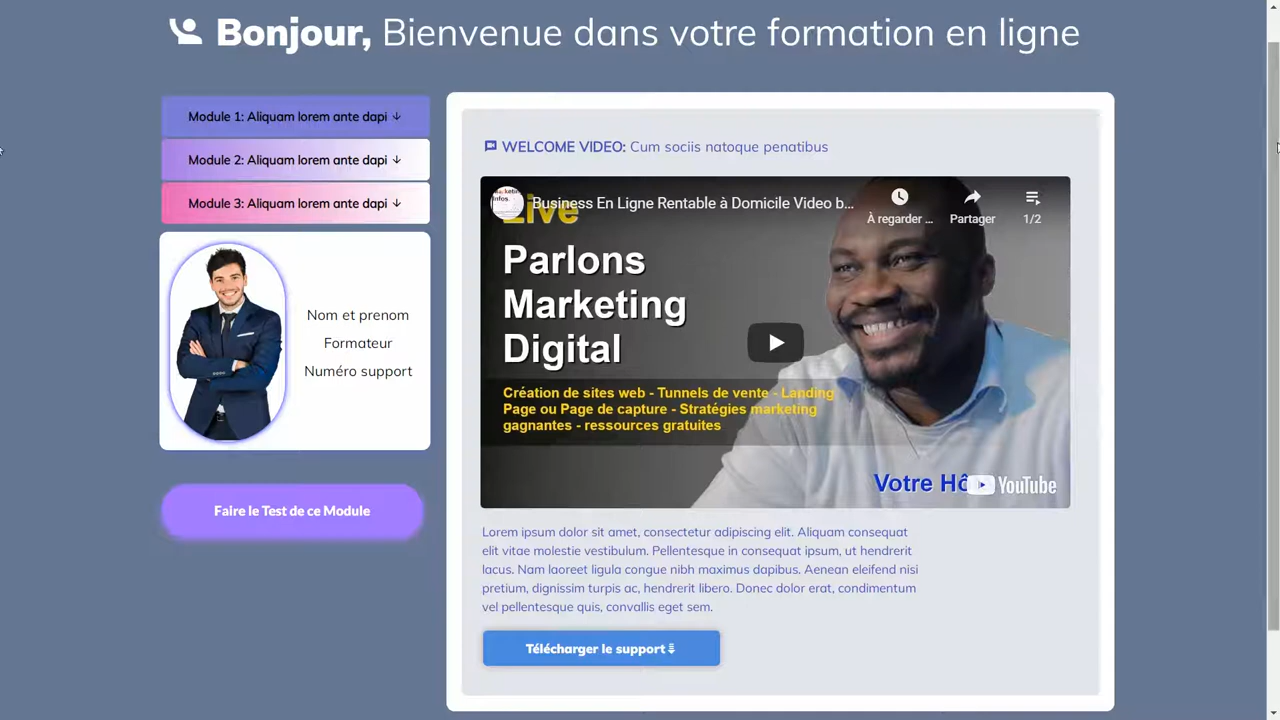 Bonjour, Bienvenue dans votre formation en ligne
Module 1: Aliquam lorem ante dapi ↓
Module 2: Aliquam lorem ante dapi ↓
Module 3: Aliquam loremen ante dapi ↓
Nom et prenom
Formateur
Numéro support
Faire le Test de ce Module
WELCOME VIDEO: Cum sociis natoque penatibus
Infos.
Business En Ligne Rentable à Domicile Video b...
À regarder ...
Partager
1/2
Live
Parlons
Marketing
Digital
Création de sites web - Tunnels de vente - Landing
Page ou Page de capture - Stratégies marketing
gagnantes - ressources gratuites
Votre Hô
YouTube
Lorem ipsum dolor sit amet, consectetur adipiscing elit. Aliquam consequat
elit vitae molestie vestibulum. Pellentesque in consequat ipsum, ut hendrerit
lacus. Nam laoreet ligula congue nibh maximus dapibus. Aenean eleifend nisi
pretium, dignissim turpis ac, hendrerit libero. Donec dolor erat, condimentum
vel pellentesque quis, convallis eget sem.
Télécharger le support